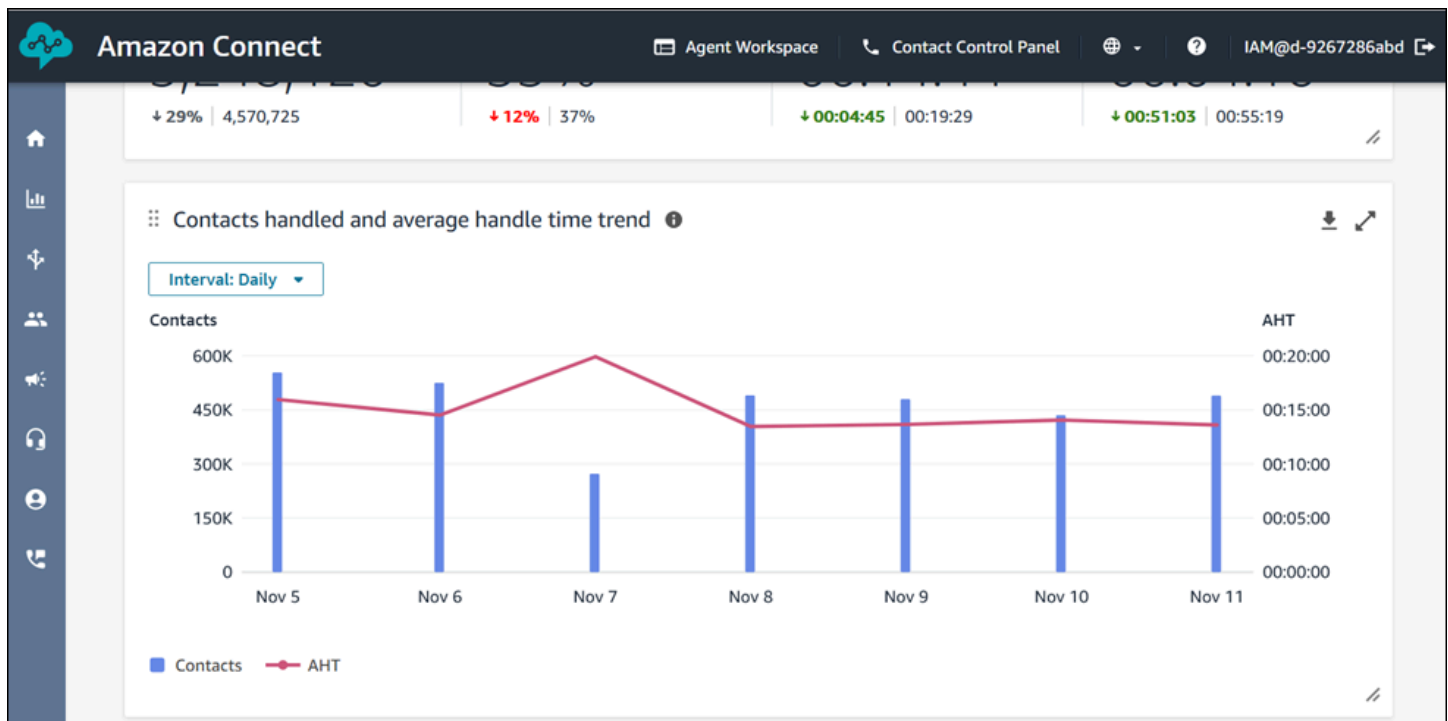 Amazon Connect
Agent Workspace
Contact Control Panel
IAM@d-9267286abd
↓ 29% | 4,570,725
↓ 12% | 37%
↓ 00:04:45 | 00:19:29
↓ 00:51:03 | 00:55:19
Contacts handled and average handle time trend
Interval: Daily
Contacts
AHT
600K
00:20:00
450K
00:15:00
300K
00:10:00
150K
00:05:00
0
00:00:00
Nov 5
Nov 6
Nov 7
Nov 8
Nov 9
Nov 10
Nov 11
Contacts
AHT